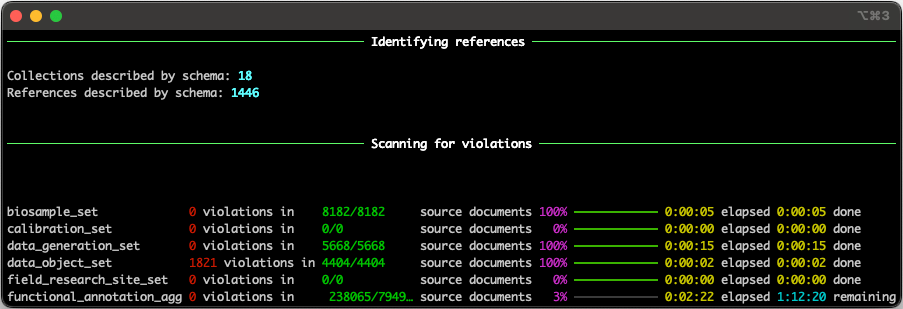 ⌥⌘3
Identifying references
Collections described by schema: 18
References described by schema: 1446
Scanning for violations
biosample_set 0 violations in 8182/8182 source documents 100% 0:00:05 elapsed 0:00:05 done
calibration_set 0 violations in 0/0 source documents 0% 0:00:00 elapsed 0:00:00 done
data_generation_set 0 violations in 5668/5668 source documents 100% 0:00:15 elapsed 0:00:15 done
data_object_set 1821 violations in 4404/4404 source documents 100% 0:00:02 elapsed 0:00:02 done
field_research_site_set 0 violations in 0/0 source documents 0% 0:00:00 elapsed 0:00:00 done
functional_annotation_agg 0 violations in 238065/7949… source documents 3% 0:02:22 elapsed 1:12:20 remaining